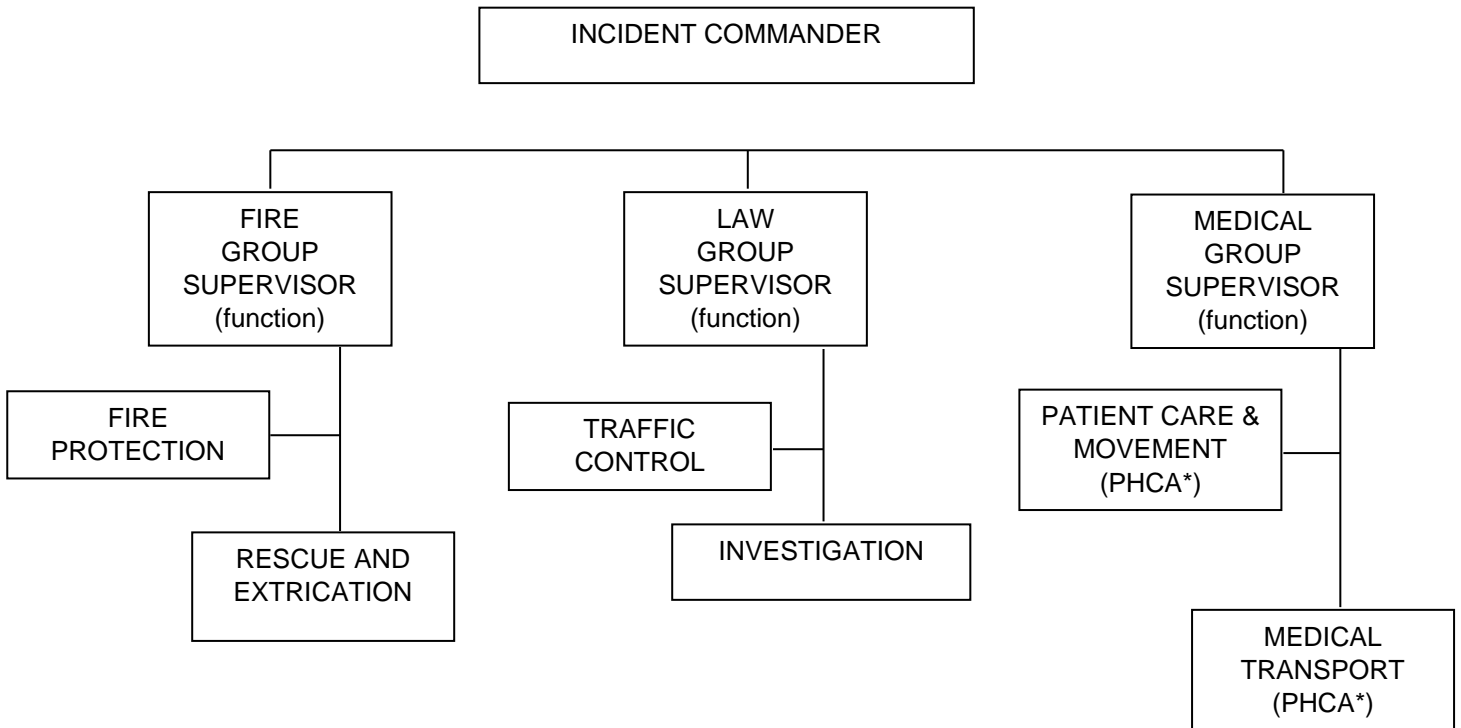 INCIDENT COMMANDER
FIRE
GROUP
SUPERVISOR
(function)
LAW
GROUP
SUPERVISOR
(function)
MEDICAL
GROUP
SUPERVISOR
(function)
FIRE
PROTECTION
TRAFFIC
CONTROL
PATIENT CARE &
MOVEMENT
(PHCA*)
RESCUE AND
EXTRICATION
INVESTIGATION
MEDICAL
TRANSPORT
(PHCA*)